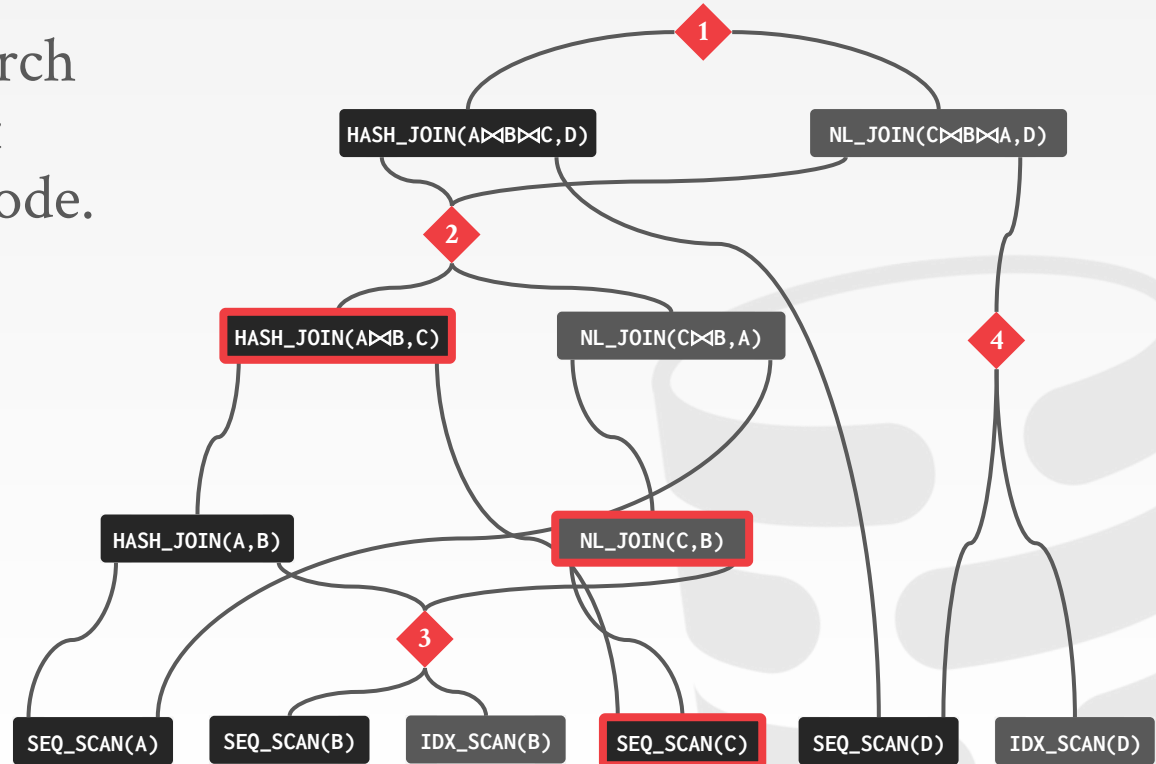 rch
ode.
1
HASH_JOIN(A⋈B⋈C,D)
NL_JOIN(C⋈B⋈A,D)
2
HASH_JOIN(A⋈B,C)
NL_JOIN(C⋈B,A)
4
HASH_JOIN(A,B)
NL_JOIN(C,B)
3
SEQ_SCAN(A)
SEQ_SCAN(B)
IDX_SCAN(B)
SEQ_SCAN(C)
SEQ_SCAN(D)
IDX_SCAN(D)